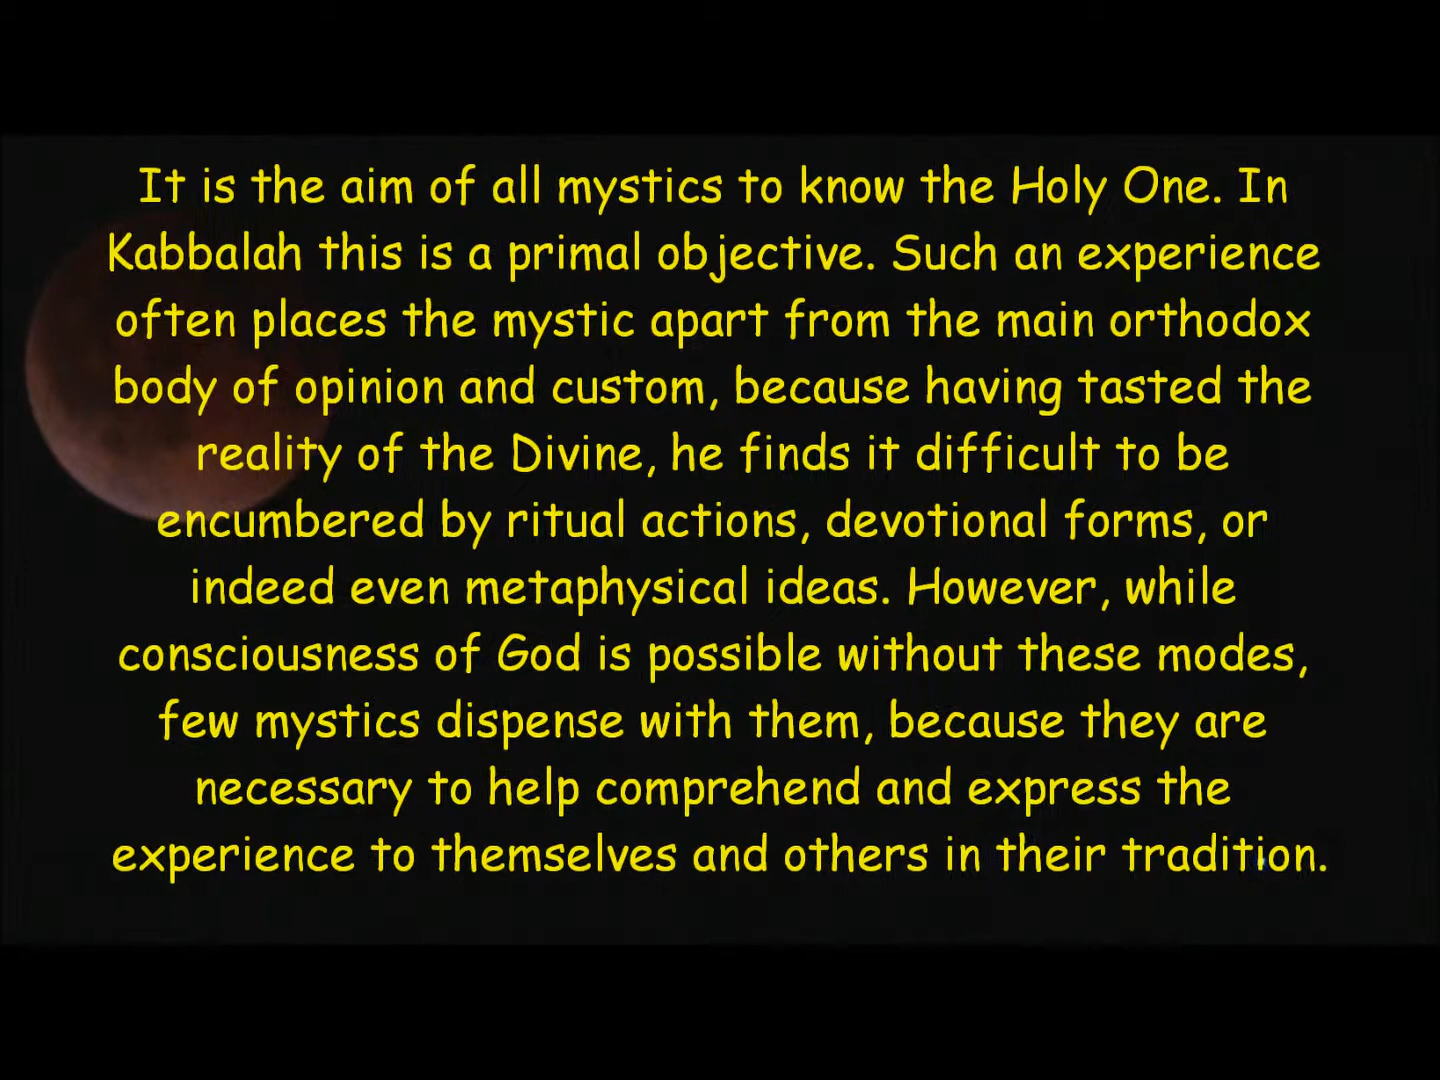 It is the aim of all mystics to know the Holy One. In
Kabbalah this is a primal objective. Such an experience
often places the mystic apart from the main orthodox
body of opinion and custom, because having tasted the
reality of the Divine, he finds it difficult to be
encumbered by ritual actions, devotional forms, or
indeed even metaphysical ideas. However, while
consciousness of God is possible without these modes,
few mystics dispense with them, because they are
necessary to help comprehend and express the
experience to themselves and others in their tradition.